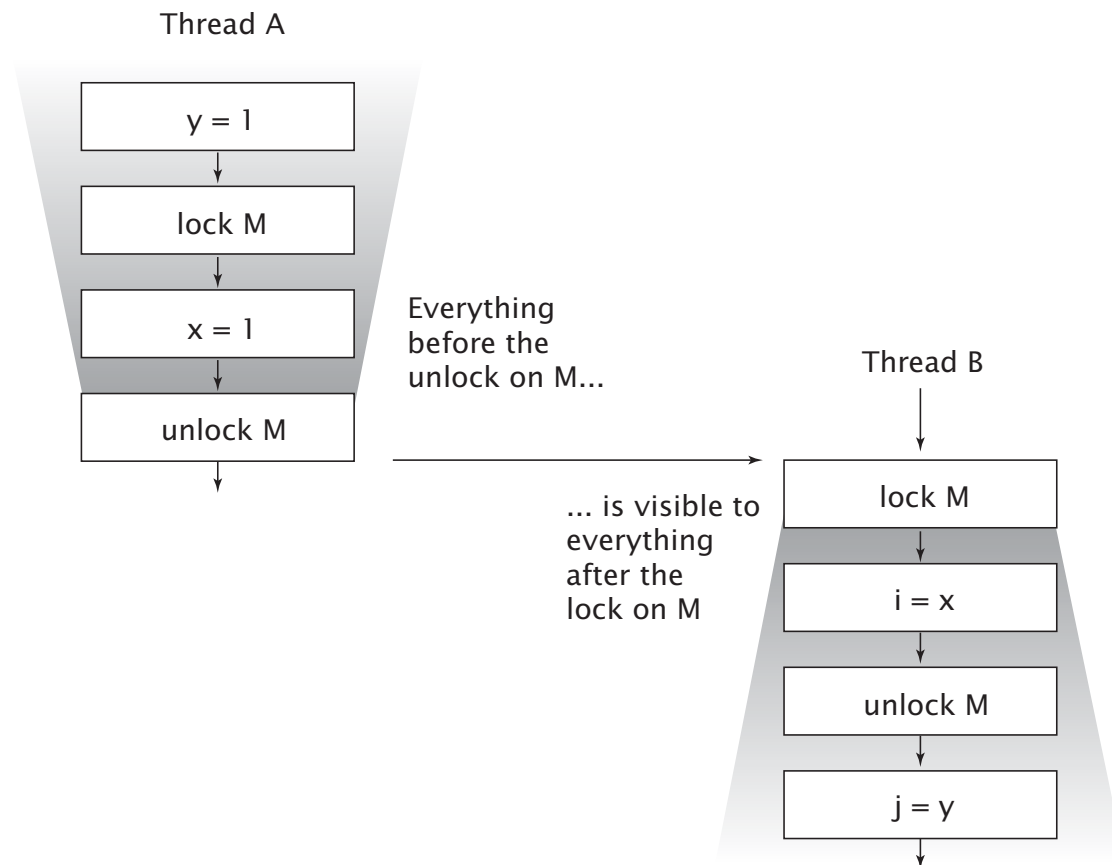 Thread A
y = 1
lock M
x = 1
unlock M
Everything
before the
unlock on M...
Thread B
lock M
... is visible to
everything
after the
lock on M
i = x
unlock M
j = y